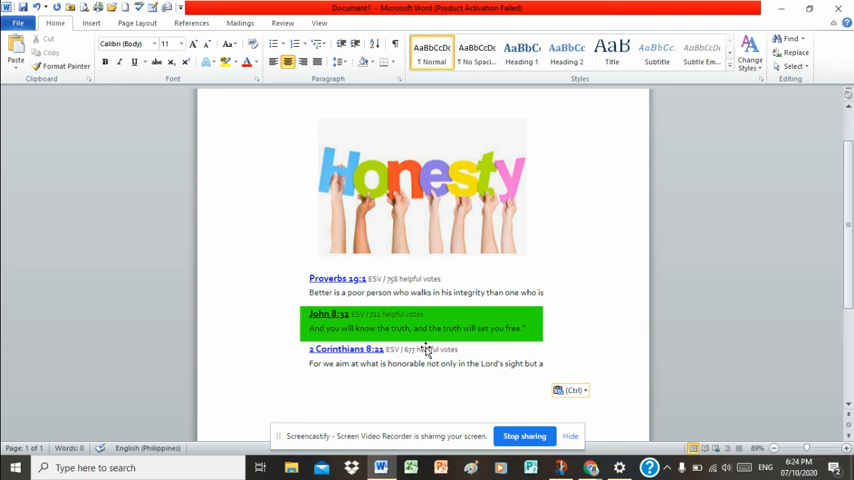 Document1 - Microsoft Word (Product Activation Failed)
File Home Insert Page Layout References Mailings Review View
Paste
Cut
Copy
Format Painter
Clipboard
Calibri (Body) 11
Font
Paragraph
AaBbCcDc AaBbCcDc AaBbCc AaBbCc AaB AaBbCc. AaBbCcDc
¶ Normal ¶ No Spaci... Heading 1 Heading 2 Title Subtitle Subtle Em...
Change Styles
Styles
Find
Replace
Select
Editing
Honesty
Proverbs 19:1 ESV / 758 helpful votes
Better is a poor person who walks in his integrity than one who is
John 8:32 ESV / 722 helpful votes
And you will know the truth, and the truth will set you free.”
2 Corinthians 8:21 ESV / 677 helpful votes
For we aim at what is honorable not only in the Lord's sight but a
(Ctrl)
Screencastify - Screen Video Recorder is sharing your screen. Stop sharing Hide
Page: 1 of 1 Words: 0 English (Philippines) 89%
Type here to search
ENG
6:24 PM
07/10/2020